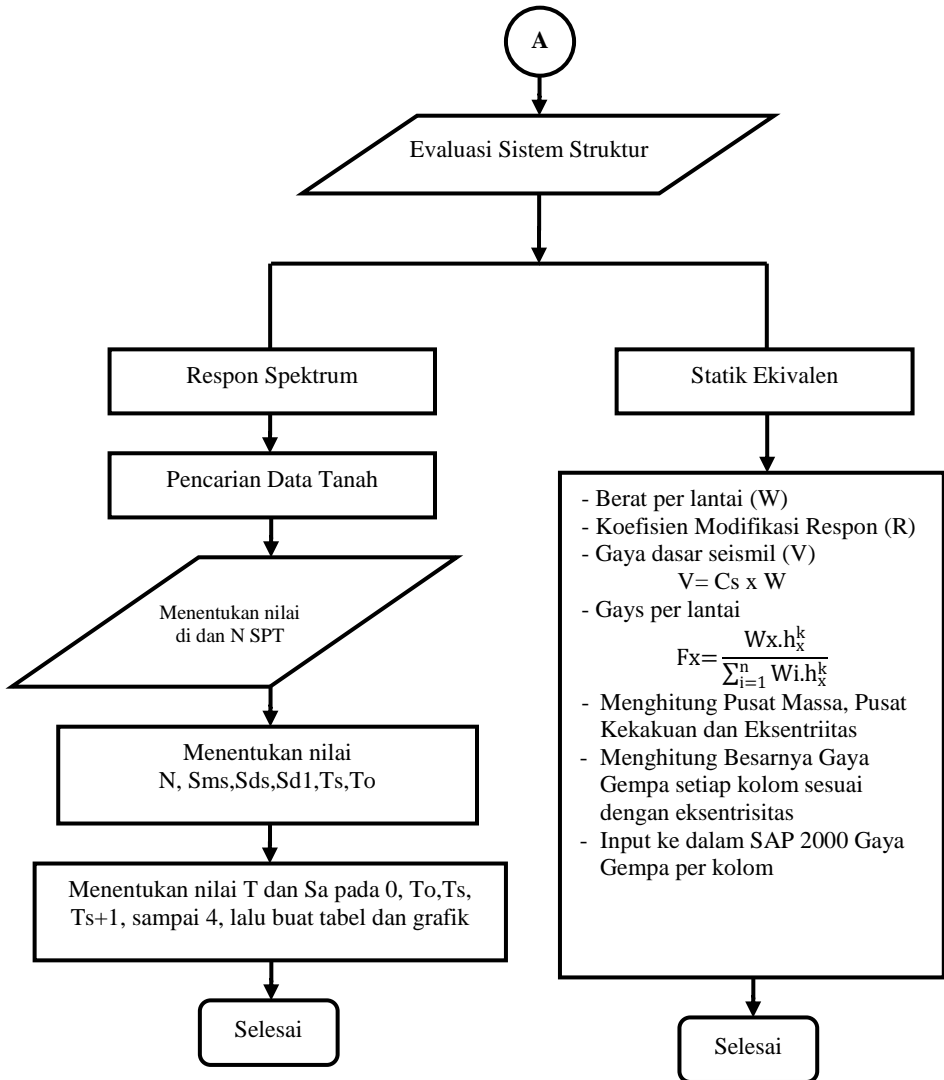 A
Evaluasi Sistem Struktur
Respon Spektrum
Pencarian Data Tanah
Menentukan nilai
di dan N SPT
Menentukan nilai
N, Sms,Sds,Sd1,Ts,To
Menentukan nilai T dan Sa pada 0, To,Ts,
Ts+1, sampai 4, lalu buat tabel dan grafik
Selesai
Statik Ekivalen
- Berat per lantai (W)
- Koefisien Modifikasi Respon (R)
- Gaya dasar seismil (V)
V= Cs x W
- Gays per lantai
Fx= \frac{Wx.h_x^k}{\sum_{i=1}^{n} Wi.h_x^k}
- Menghitung Pusat Massa, Pusat
Kekakuan dan Eksentriitas
- Menghitung Besarnya Gaya
Gempa setiap kolom sesuai
dengan eksentrisitas
- Input ke dalam SAP 2000 Gaya
Gempa per kolom
Selesai